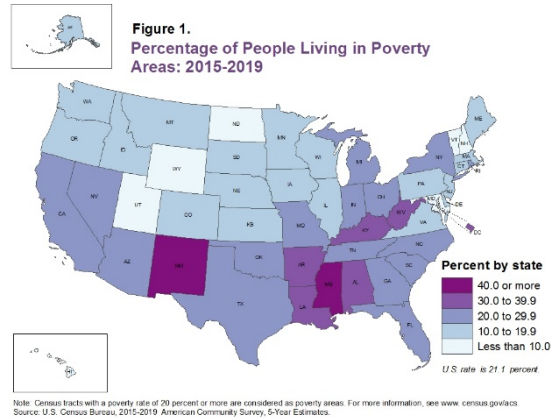 Figure 1.
Percentage of People Living in Poverty
Areas: 2015-2019
WA
MT
ND
MN
ME
OR
ID
SD
WI
MI
NY
VT
NH
MA
CT
WY
NE
IA
PA
NJ
NV
UT
CO
IL
IN
OH
DE
CA
KS
MO
KY
WV
VA
DC
AZ
NM
OK
AR
TN
NC
SC
TX
LA
MS
AL
GA
FL
HI
Percent by state
40.0 or more
30.0 to 39.9
20.0 to 29.9
10.0 to 19.9
Less than 10.0
U.S. rate is 21.1 percent
Note: Census tracts with a poverty rate of 20 percent or more are considered as poverty areas. For more information, see www.census.gov/acs
Source: U.S. Census Bureau, 2015-2019 American Community Survey, 5-Year Estimates.